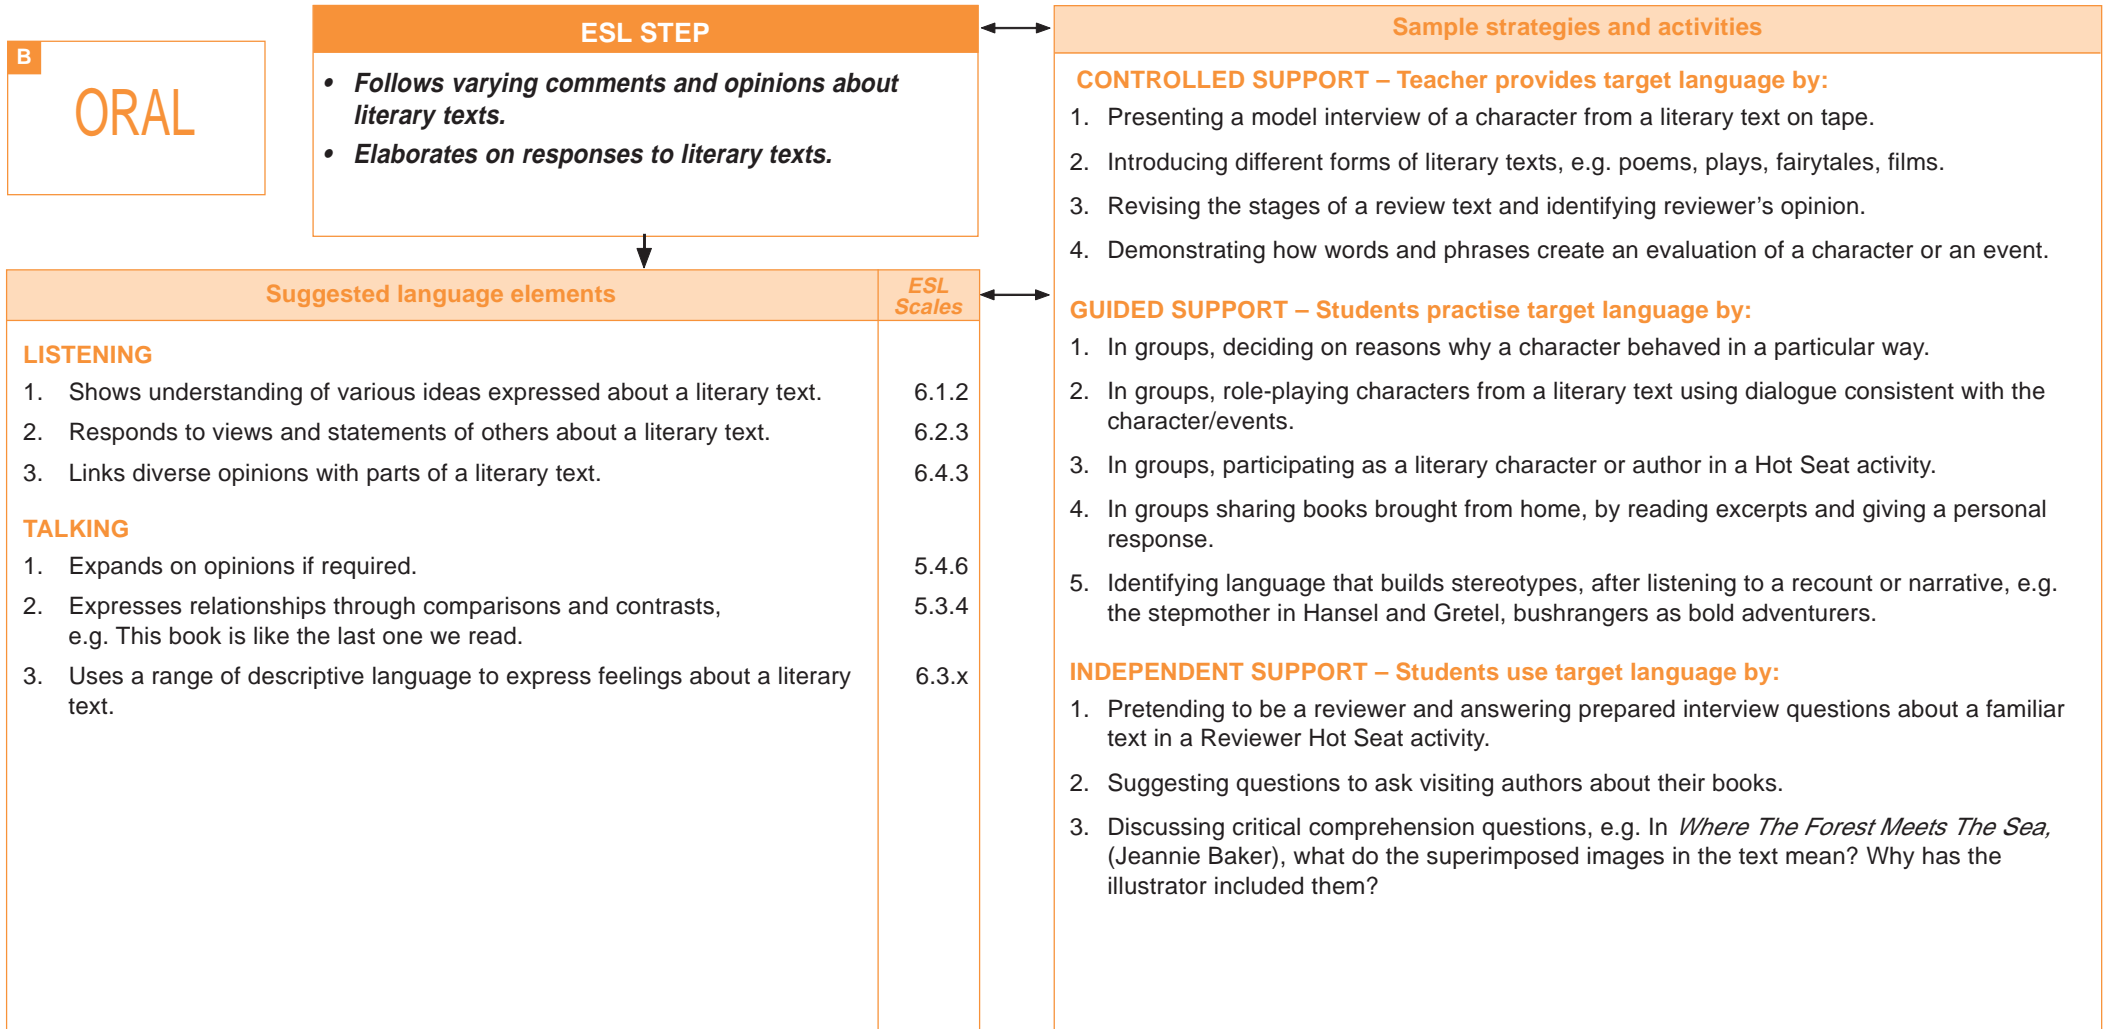 B
ORAL
ESL STEP
• Follows varying comments and opinions about
literary texts.
• Elaborates on responses to literary texts.
Suggested language elements
ESL
Scales
LISTENING
1. Shows understanding of various ideas expressed about a literary text. 6.1.2
2. Responds to views and statements of others about a literary text. 6.2.3
3. Links diverse opinions with parts of a literary text. 6.4.3
TALKING
1. Expands on opinions if required. 5.4.6
2. Expresses relationships through comparisons and contrasts, 5.3.4
e.g. This book is like the last one we read.
3. Uses a range of descriptive language to express feelings about a literary 6.3.x
text.
Sample strategies and activities
CONTROLLED SUPPORT – Teacher provides target language by:
1. Presenting a model interview of a character from a literary text on tape.
2. Introducing different forms of literary texts, e.g. poems, plays, fairytales, films.
3. Revising the stages of a review text and identifying reviewer's opinion.
4. Demonstrating how words and phrases create an evaluation of a character or an event.
GUIDED SUPPORT – Students practise target language by:
1. In groups, deciding on reasons why a character behaved in a particular way.
2. In groups, role-playing characters from a literary text using dialogue consistent with the
character/events.
3. In groups, participating as a literary character or author in a Hot Seat activity.
4. In groups sharing books brought from home, by reading excerpts and giving a personal
response.
5. Identifying language that builds stereotypes, after listening to a recount or narrative, e.g.
the stepmother in Hansel and Gretel, bushrangers as bold adventurers.
INDEPENDENT SUPPORT – Students use target language by:
1. Pretending to be a reviewer and answering prepared interview questions about a familiar
text in a Reviewer Hot Seat activity.
2. Suggesting questions to ask visiting authors about their books.
3. Discussing critical comprehension questions, e.g. In Where The Forest Meets The Sea,
(Jeannie Baker), what do the superimposed images in the text mean? Why has the
illustrator included them?